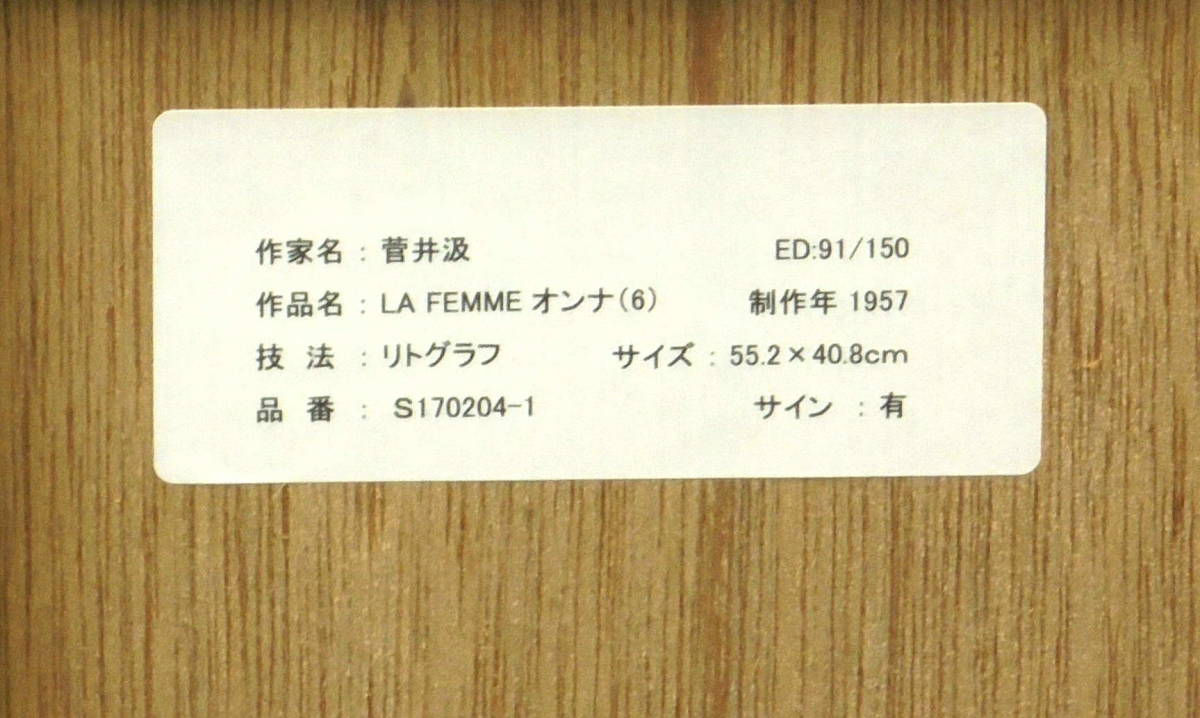 作家名 : 菅井汲 ED:91/150
作品名 : LA FEMME オンナ(6) 制作年 1957
技 法 : リトグラフ サイズ : 55.2×40.8cm
品 番 : S170204-1 サイン : 有